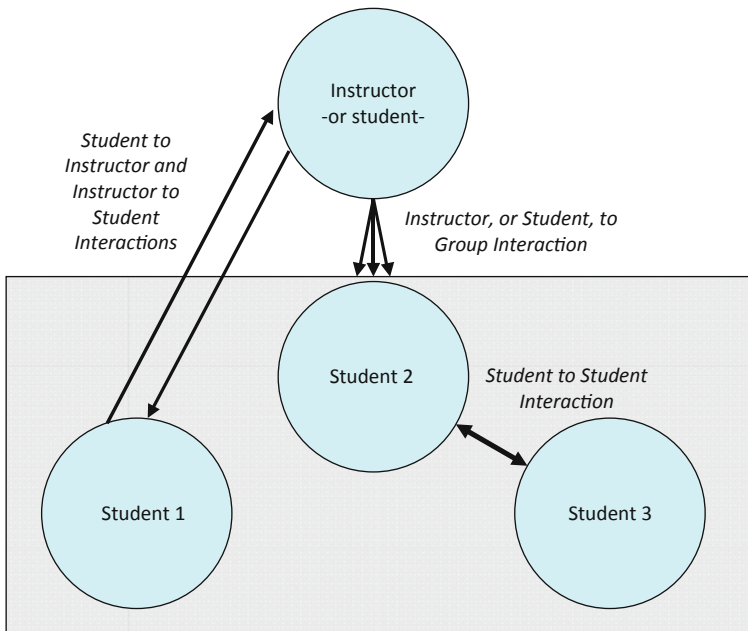 Instructor
-or student-
Student to
Instructor and
Instructor to
Student
Interactions
Instructor, or Student, to
Group Interaction
Student 2
Student to Student
Interaction
Student 1
Student 3